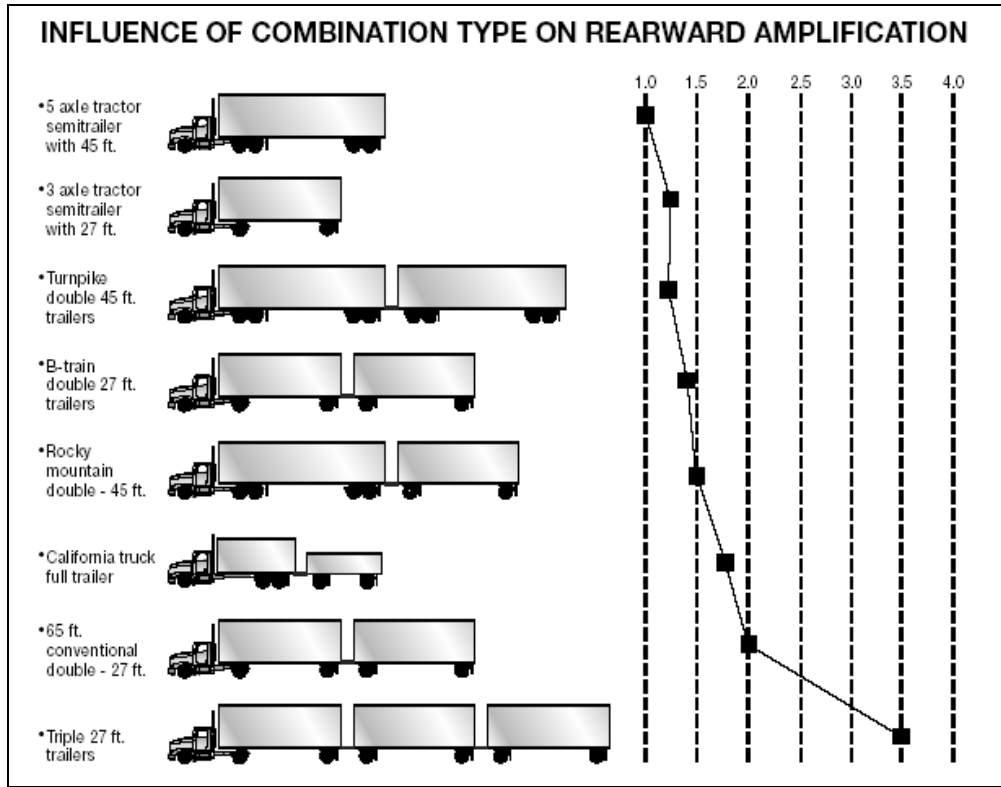 INFLUENCE OF COMBINATION TYPE ON REARWARD AMPLIFICATION
1.0 1.5 2.0 2.5 3.0 3.5 4.0
•5 axle tractor
semitrailer
with 45 ft.
•3 axle tractor
semitrailer
with 27 ft.
•Turnpike
double 45 ft.
trailers
•B-train
double 27 ft.
trailers
•Rocky
mountain
double - 45 ft.
•California truck
full trailer
•65 ft.
conventional
double - 27 ft.
•Triple 27 ft.
trailers